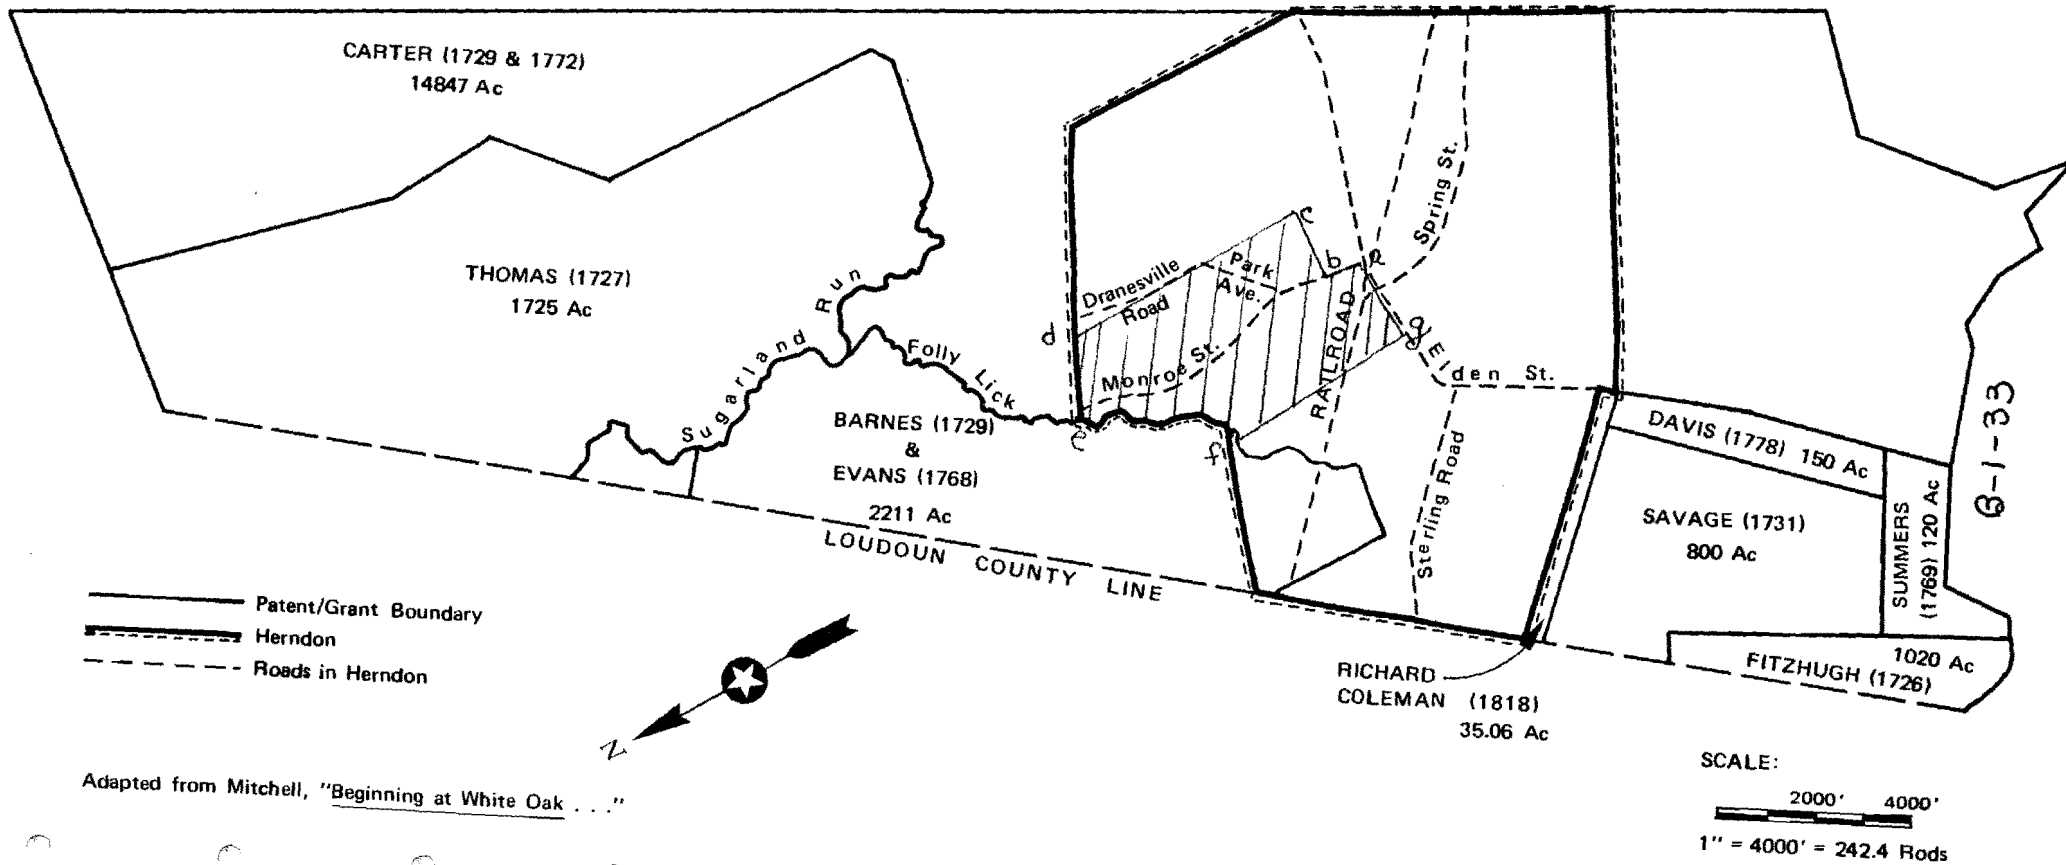 CARTER (1729 & 1772)
14847 Ac
THOMAS (1727)
1725 Ac
Sugarland Run
Folly Lick
BARNES (1729)
&
EVANS (1768)
2211 Ac
LOUDOUN COUNTY LINE
Dranesville
Road
Park
Ave.
Monroe St.
RAILROAD
Spring St.
Elden St.
Sterling Road
c
b
a
d
g
e
f
DAVIS (1778) 150 Ac
SAVAGE (1731)
800 Ac
SUMMERS
(1769) 120 Ac
B-1-33
1020 Ac
FITZHUGH (1726)
RICHARD
COLEMAN (1818)
35.06 Ac
Patent/Grant Boundary
Herndon
Roads in Herndon
N
Adapted from Mitchell, "Beginning at White Oak . . ."
SCALE:
2000' 4000'
1" = 4000' = 242.4 Rods